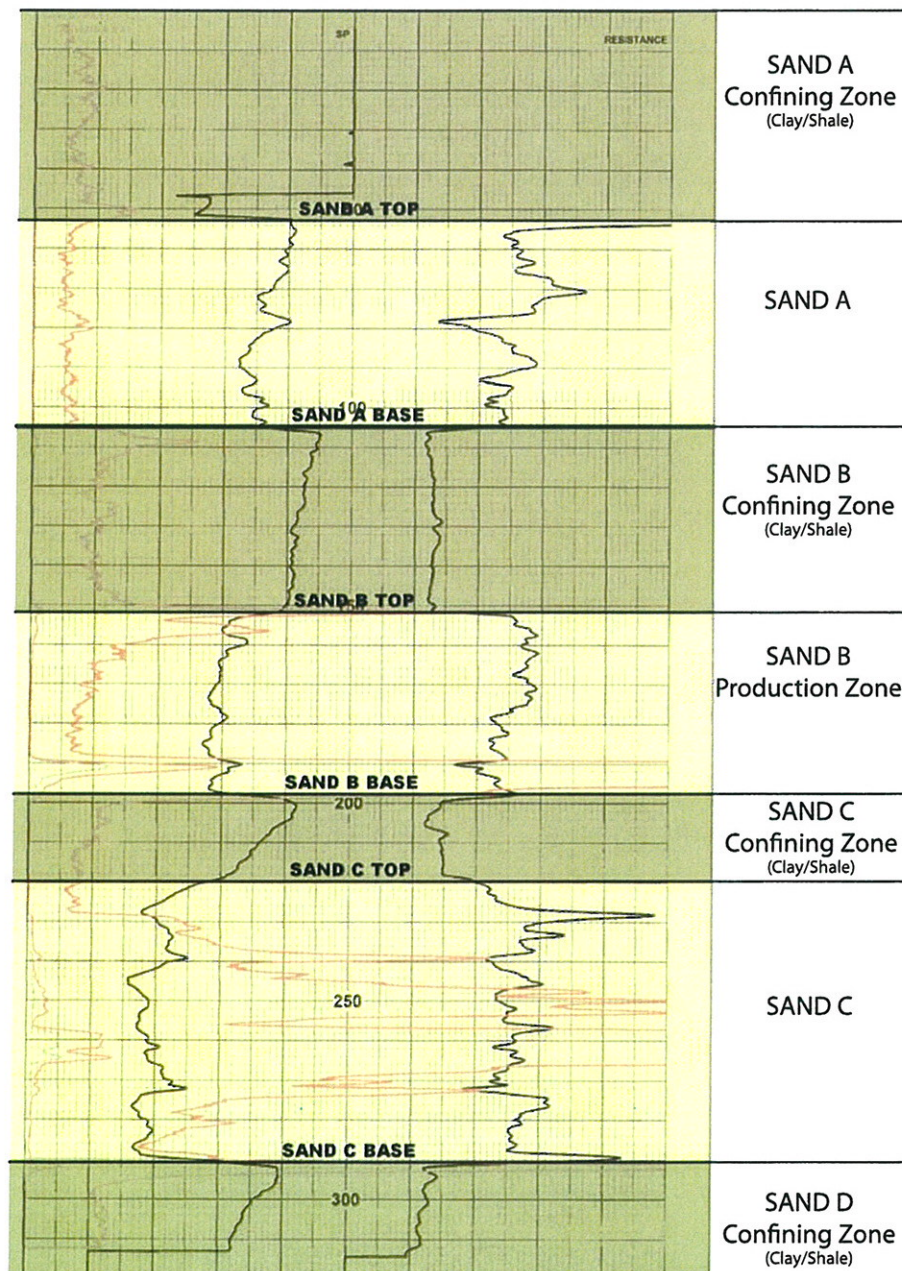 SP
RESISTANCE
SAND A
Confining Zone
(Clay/Shale)
SAND A TOP
SAND A
100
SAND A BASE
SAND B
Confining Zone
(Clay/Shale)
SAND B TOP
SAND B
Production Zone
SAND B BASE
200
SAND C
Confining Zone
(Clay/Shale)
SAND C TOP
250
SAND C
SAND C BASE
300
SAND D
Confining Zone
(Clay/Shale)